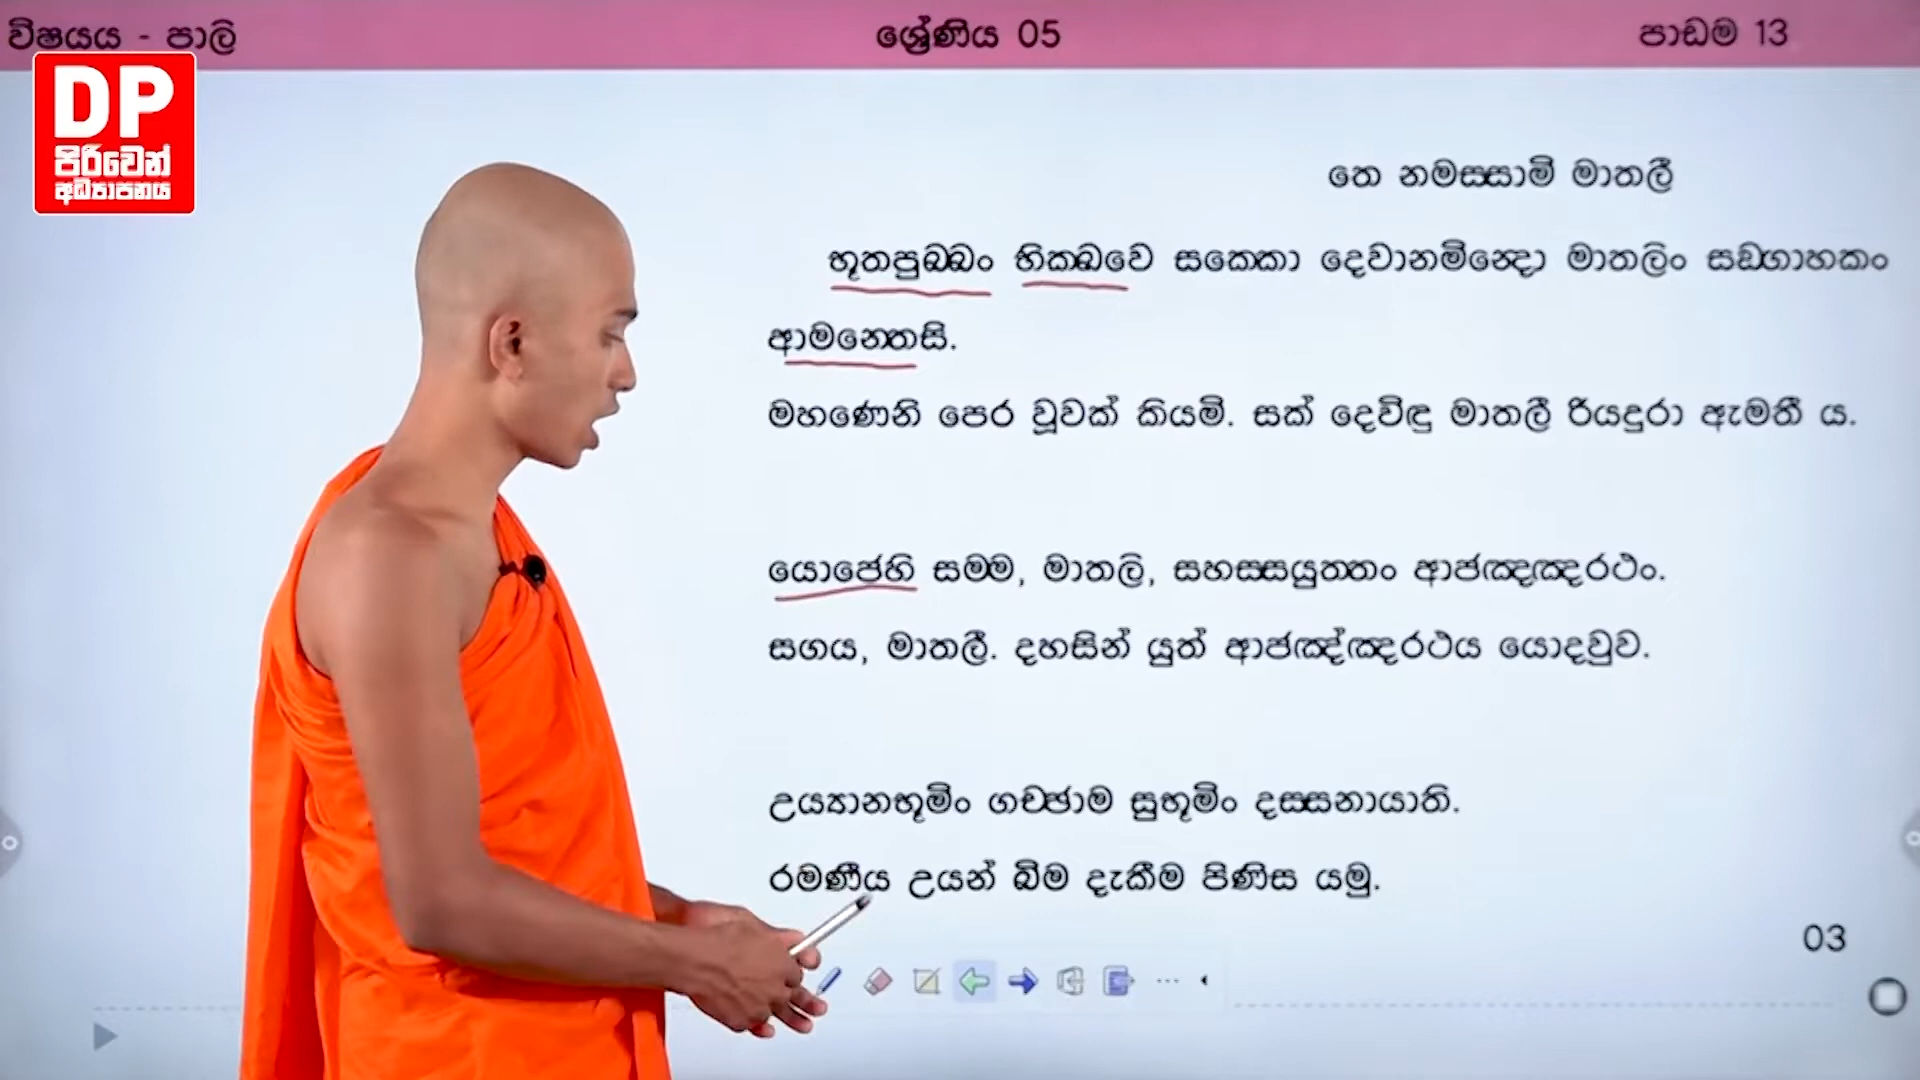 විෂයය - පාලි
ශ්‍රේණිය 05
පාඩම 13
DP
පිරිවෙන්
අධ්‍යාපනය
තෙ නමස්සාමි මාතලී
භූතපුබ්බං භික්ඛවෙ සක්කො දෙවානමින්දො මාතලිං සඞ්ගාහකං
ආමන්තෙසි.
මහණෙනි පෙර වූවක් කියමි. සක් දෙවිඳු මාතලී රියදුරා ඇමතී ය.
යොජෙහි සම්ම, මාතලි, සහස්සයුත්තං ආජඤ්ඤරථං.
සගය, මාතලී. දහසින් යුත් ආජඤ්ඤරථය යොදවුව.
උය්‍යානභූමිං ගච්ඡාම සුභූමිං දස්සනායාති.
රමණීය උයන් බිම දැකීම පිණිස යමු.
03